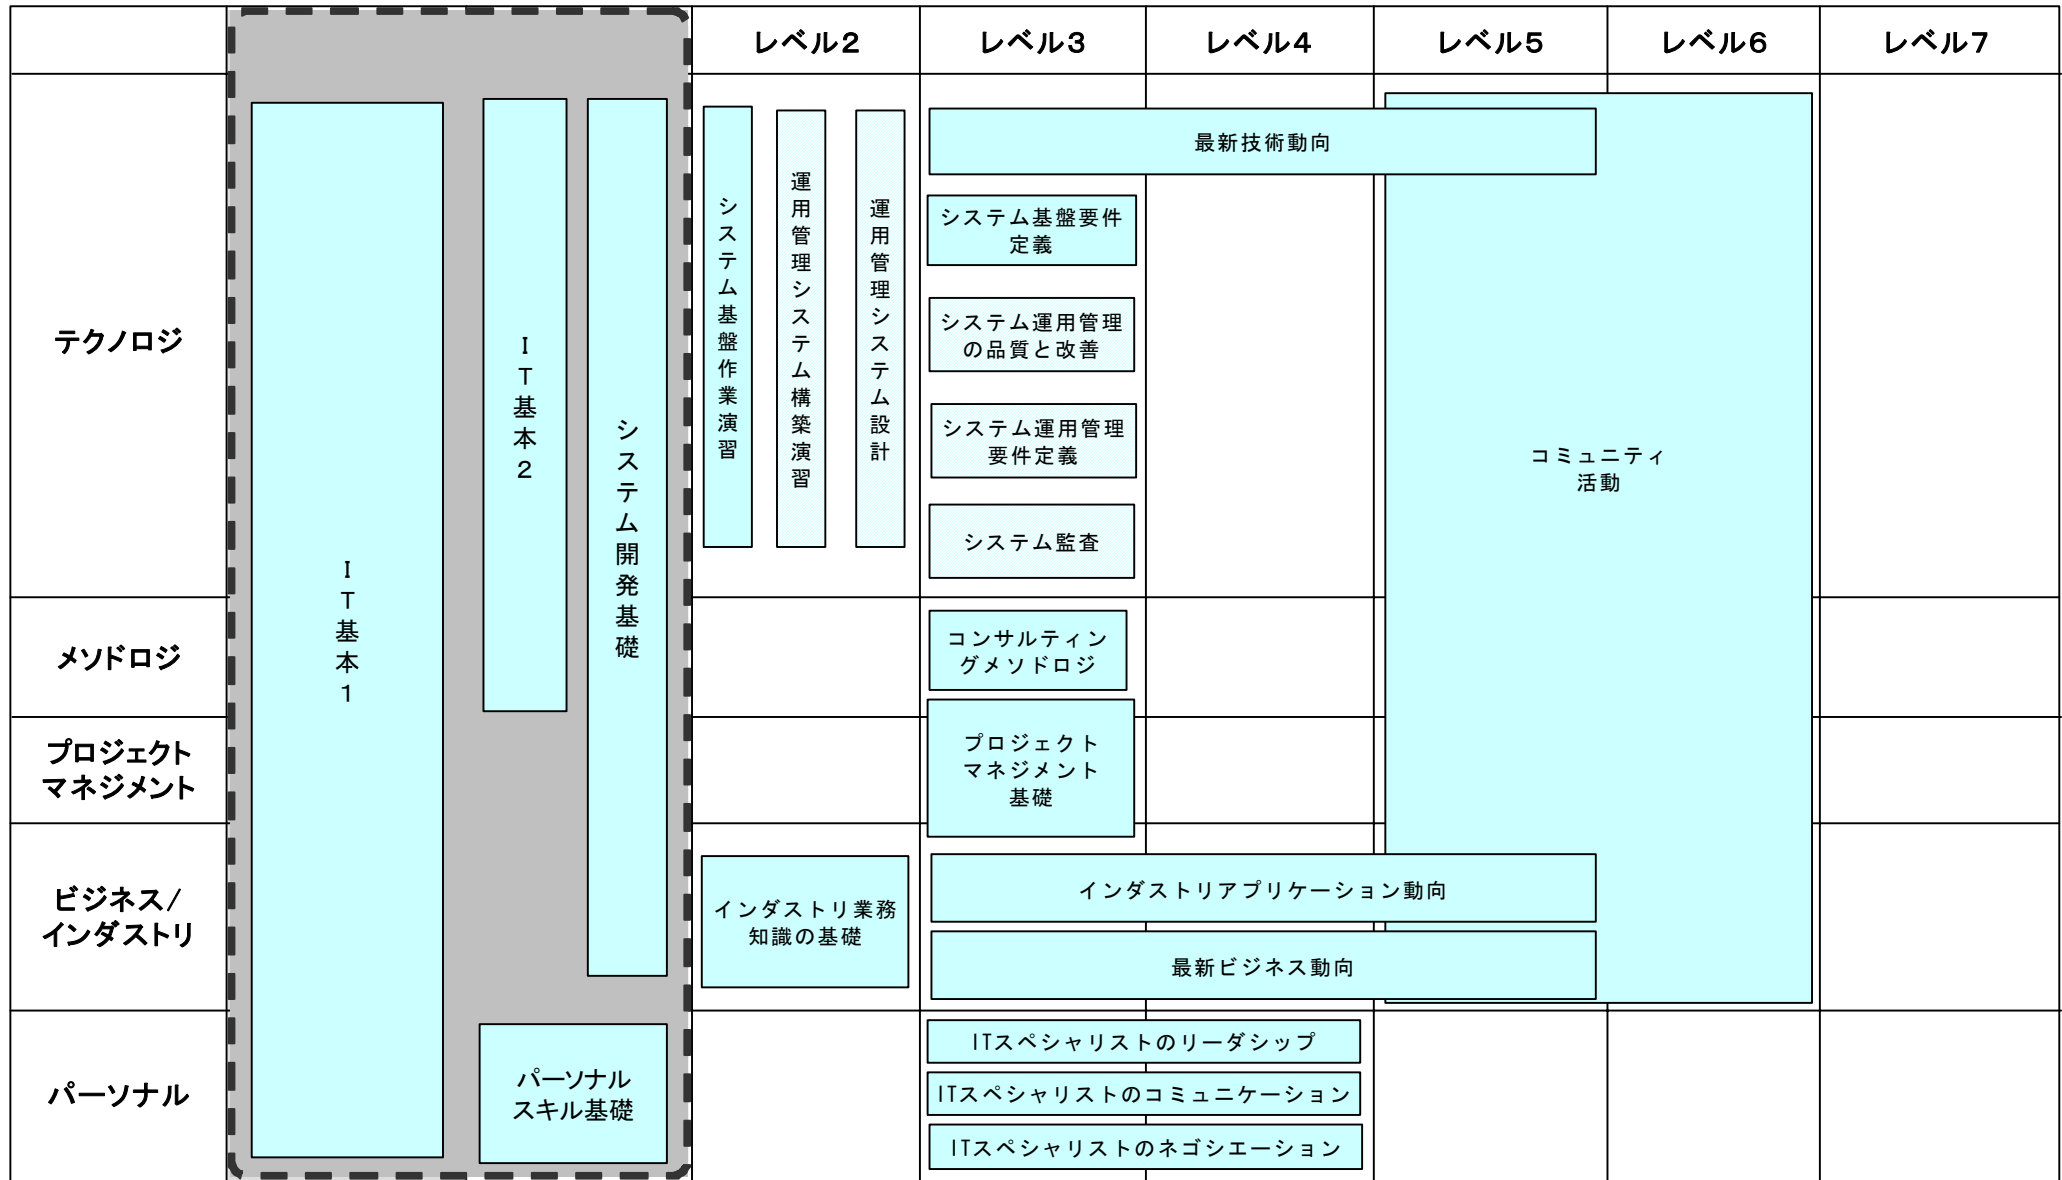 レベル2
レベル3
レベル4
レベル5
レベル6
レベル7
テクノロジ
IT基本1
IT基本2
システム開発基礎
システム基盤作業演習
運用管理システム構築演習
運用管理システム設計
最新技術動向
システム基盤要件
定義
システム運用管理
の品質と改善
システム運用管理
要件定義
システム監査
コミュニティ
活動
メソドロジ
コンサルティン
グメソドロジ
プロジェクト
マネジメント
プロジェクト
マネジメント
基礎
ビジネス/
インダストリ
インダストリ業務
知識の基礎
インダストリアプリケーション動向
最新ビジネス動向
パーソナル
パーソナル
スキル基礎
ITスペシャリストのリーダシップ
ITスペシャリストのコミュニケーション
ITスペシャリストのネゴシエーション